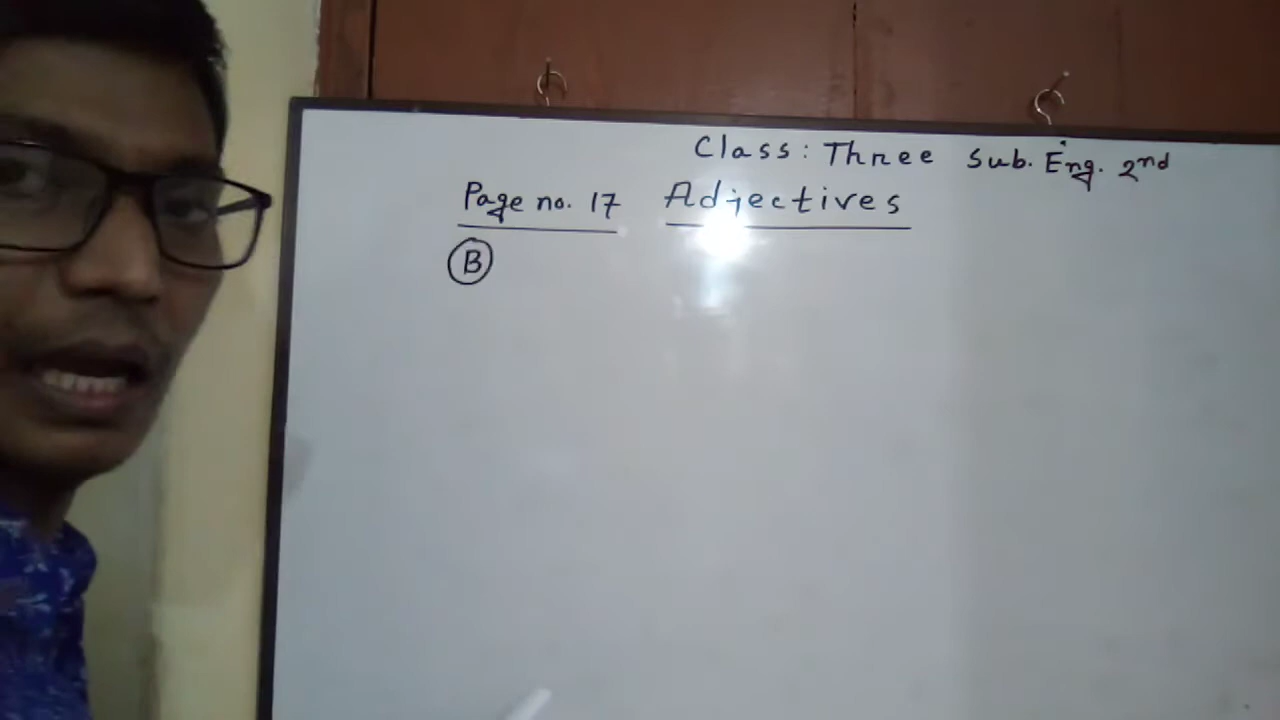 Class: Three Sub. Eng. 2nd
Page no. 17 Adjectives
B